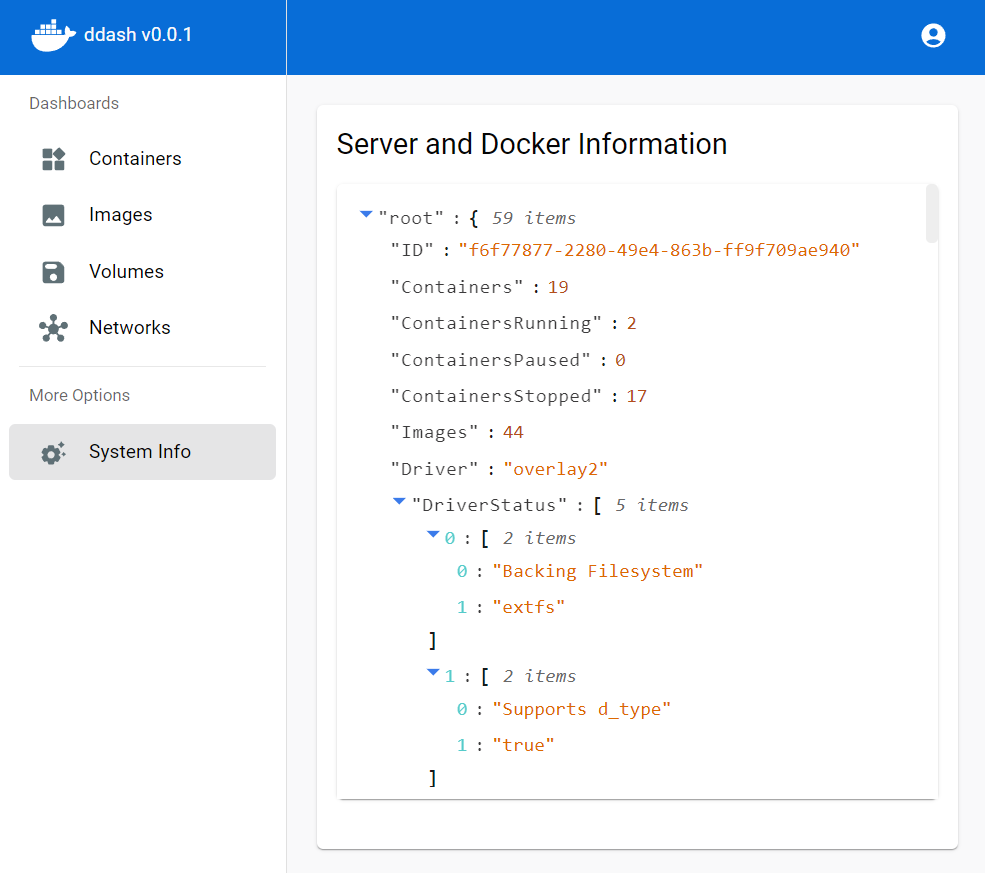 ddash v0.0.1
Dashboards
Containers
Images
Volumes
Networks
More Options
System Info
Server and Docker Information
"root" : { 59 items
"ID" : "f6f77877-2280-49e4-863b-ff9f709ae940"
"Containers" : 19
"ContainersRunning" : 2
"ContainersPaused" : 0
"ContainersStopped" : 17
"Images" : 44
"Driver" : "overlay2"
"DriverStatus" : [ 5 items
0 : [ 2 items
0 : "Backing Filesystem"
1 : "extfs"
]
1 : [ 2 items
0 : "Supports d_type"
1 : "true"
]